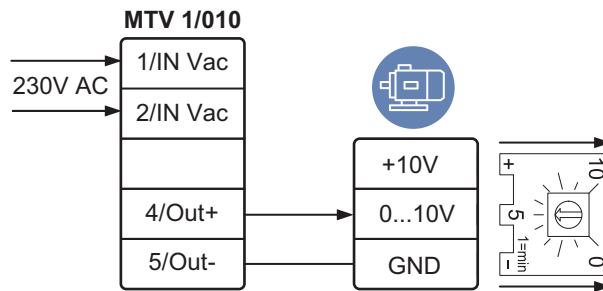 MTV 1/010
1/IN Vac
230V AC
2/IN Vac
4/Out+
5/Out-
+10V
0...10V
GND
+
5
-
1=min
10
0